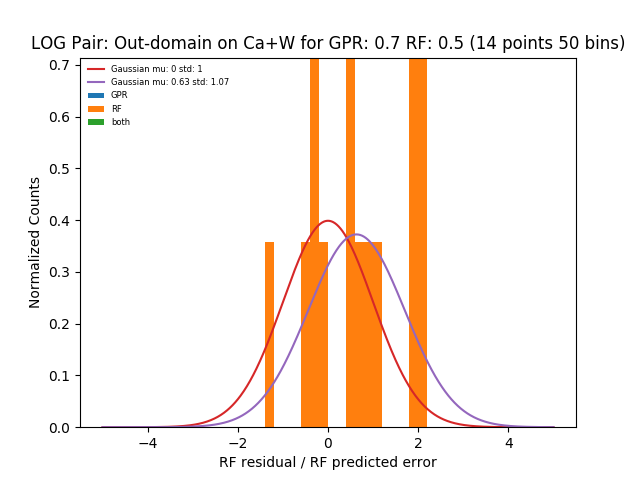 LOG Pair: Out-domain on Ca+W for GPR: 0.7 RF: 0.5 (14 points 50 bins)
Gaussian mu: 0 std: 1
Gaussian mu: 0.63 std: 1.07
GPR
RF
both
Normalized Counts
0.7
0.6
0.5
0.4
0.3
0.2
0.1
0.0
−4
−2
0
2
4
RF residual / RF predicted error